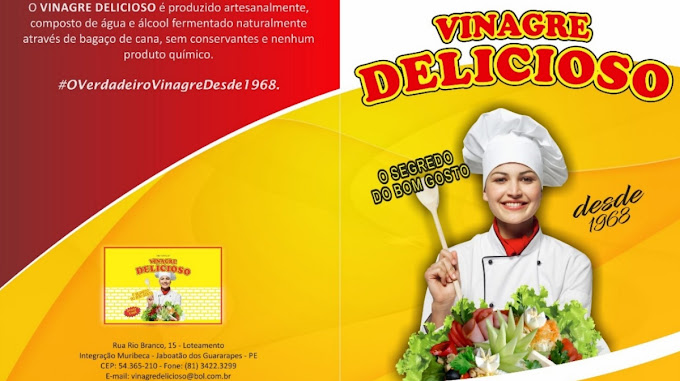 O VINAGRE DELICIOSO é produzido artesanalmente,
composto de água e álcool fermentado naturalmente
através de bagaço de cana, sem conservantes e nenhum
produto químico.
#OVerdadeiroVinagreDesde1968.
VINAGRE
DELICIOSO
Rua Rio Branco, 15 - Loteamento
Integração Muribeca - Jaboatão dos Guararapes - PE
CEP: 54.365-210 - Fone: (81) 3422.3299
E-mail: vinagredelicioso@bol.com.br
VINAGRE
DELICIOSO
O SEGREDO
DO BOM GOSTO
desde
1968